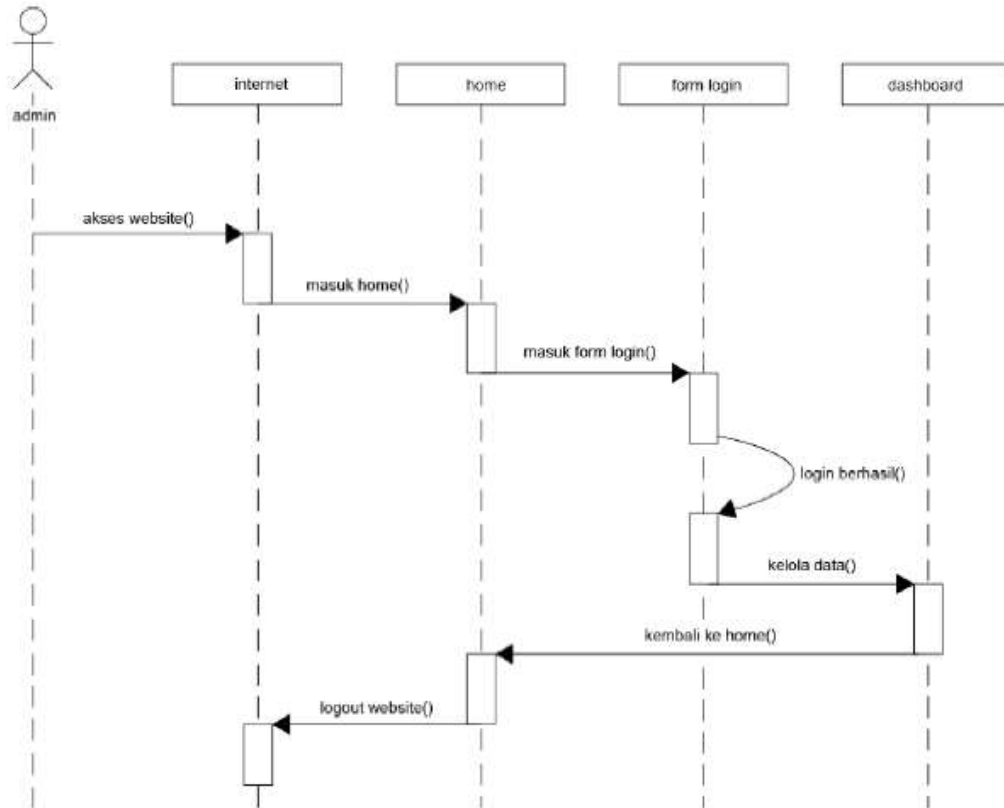 admin
internet
home
form login
dashboard
akses website()
masuk home()
masuk form login()
login berhasil()
kelola data()
kembali ke home()
logout website()